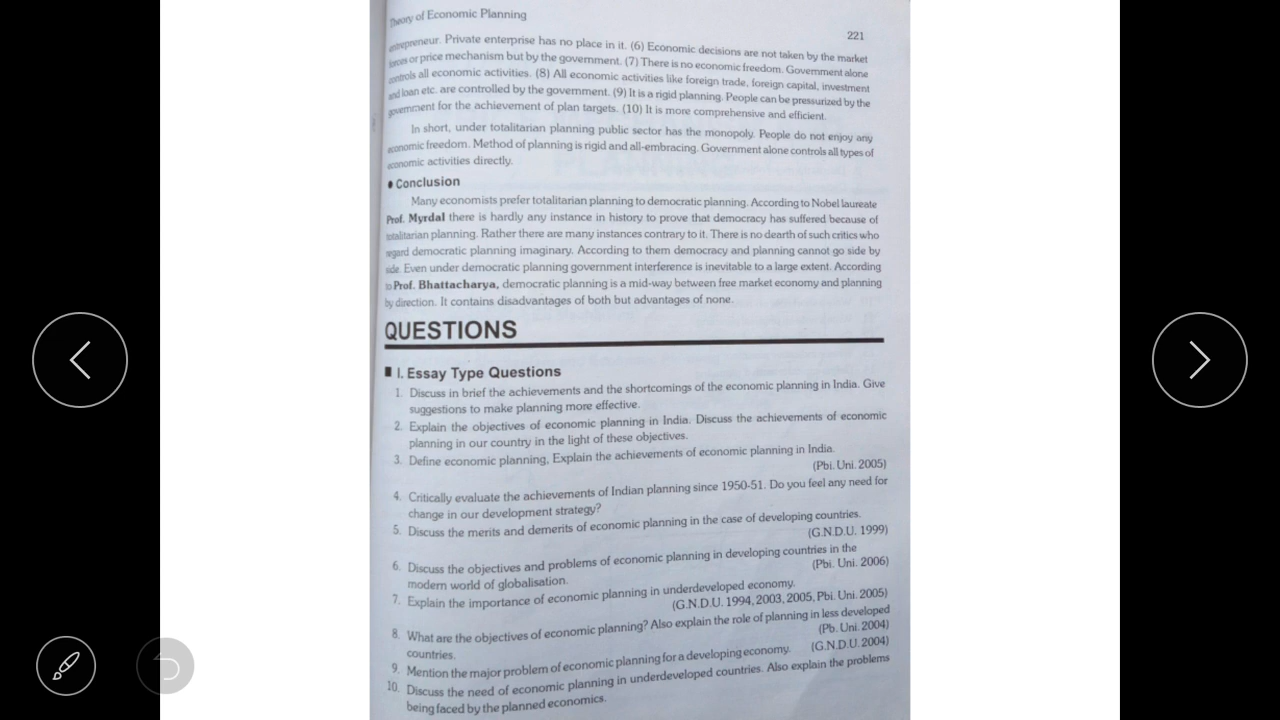 Theory of Economic Planning
221
entrepreneur. Private enterprise has no place in it. (6) Economic decisions are not taken by the market
forces or price mechanism but by the government. (7) There is no economic freedom. Government alone
controls all economic activities. (8) All economic activities like foreign trade, foreign capital, investment
and loan etc. are controlled by the government. (9) It is a rigid planning. People can be pressurized by the
government for the achievement of plan targets. (10) It is more comprehensive and efficient.
In short, under totalitarian planning public sector has the monopoly. People do not enjoy any
economic freedom. Method of planning is rigid and all-embracing. Government alone controls all types of
economic activities directly.
● Conclusion
Many economists prefer totalitarian planning to democratic planning. According to Nobel laureate
Prof. Myrdal there is hardly any instance in history to prove that democracy has suffered because of
totalitarian planning. Rather there are many instances contrary to it. There is no dearth of such critics who
regard democratic planning imaginary. According to them democracy and planning cannot go side by
side. Even under democratic planning government interference is inevitable to a large extent. According
to Prof. Bhattacharya, democratic planning is a mid-way between free market economy and planning
by direction. It contains disadvantages of both but advantages of none.
QUESTIONS
■ I. Essay Type Questions
1. Discuss in brief the achievements and the shortcomings of the economic planning in India. Give
suggestions to make planning more effective.
2. Explain the objectives of economic planning in India. Discuss the achievements of economic
planning in our country in the light of these objectives.
3. Define economic planning, Explain the achievements of economic planning in India.
(Pbi. Uni. 2005)
4. Critically evaluate the achievements of Indian planning since 1950-51. Do you feel any need for
change in our development strategy?
5. Discuss the merits and demerits of economic planning in the case of developing countries.
(G.N.D.U. 1999)
6. Discuss the objectives and problems of economic planning in developing countries in the
modern world of globalisation. (Pbi. Uni. 2006)
7. Explain the importance of economic planning in underdeveloped economy.
(G.N.D.U. 1994, 2003, 2005, Pbi. Uni. 2005)
8. What are the objectives of economic planning? Also explain the role of planning in less developed
countries. (Pb. Uni. 2004)
9. Mention the major problem of economic planning for a developing economy. (G.N.D.U. 2004)
10. Discuss the need of economic planning in underdeveloped countries. Also explain the problems
being faced by the planned economics.